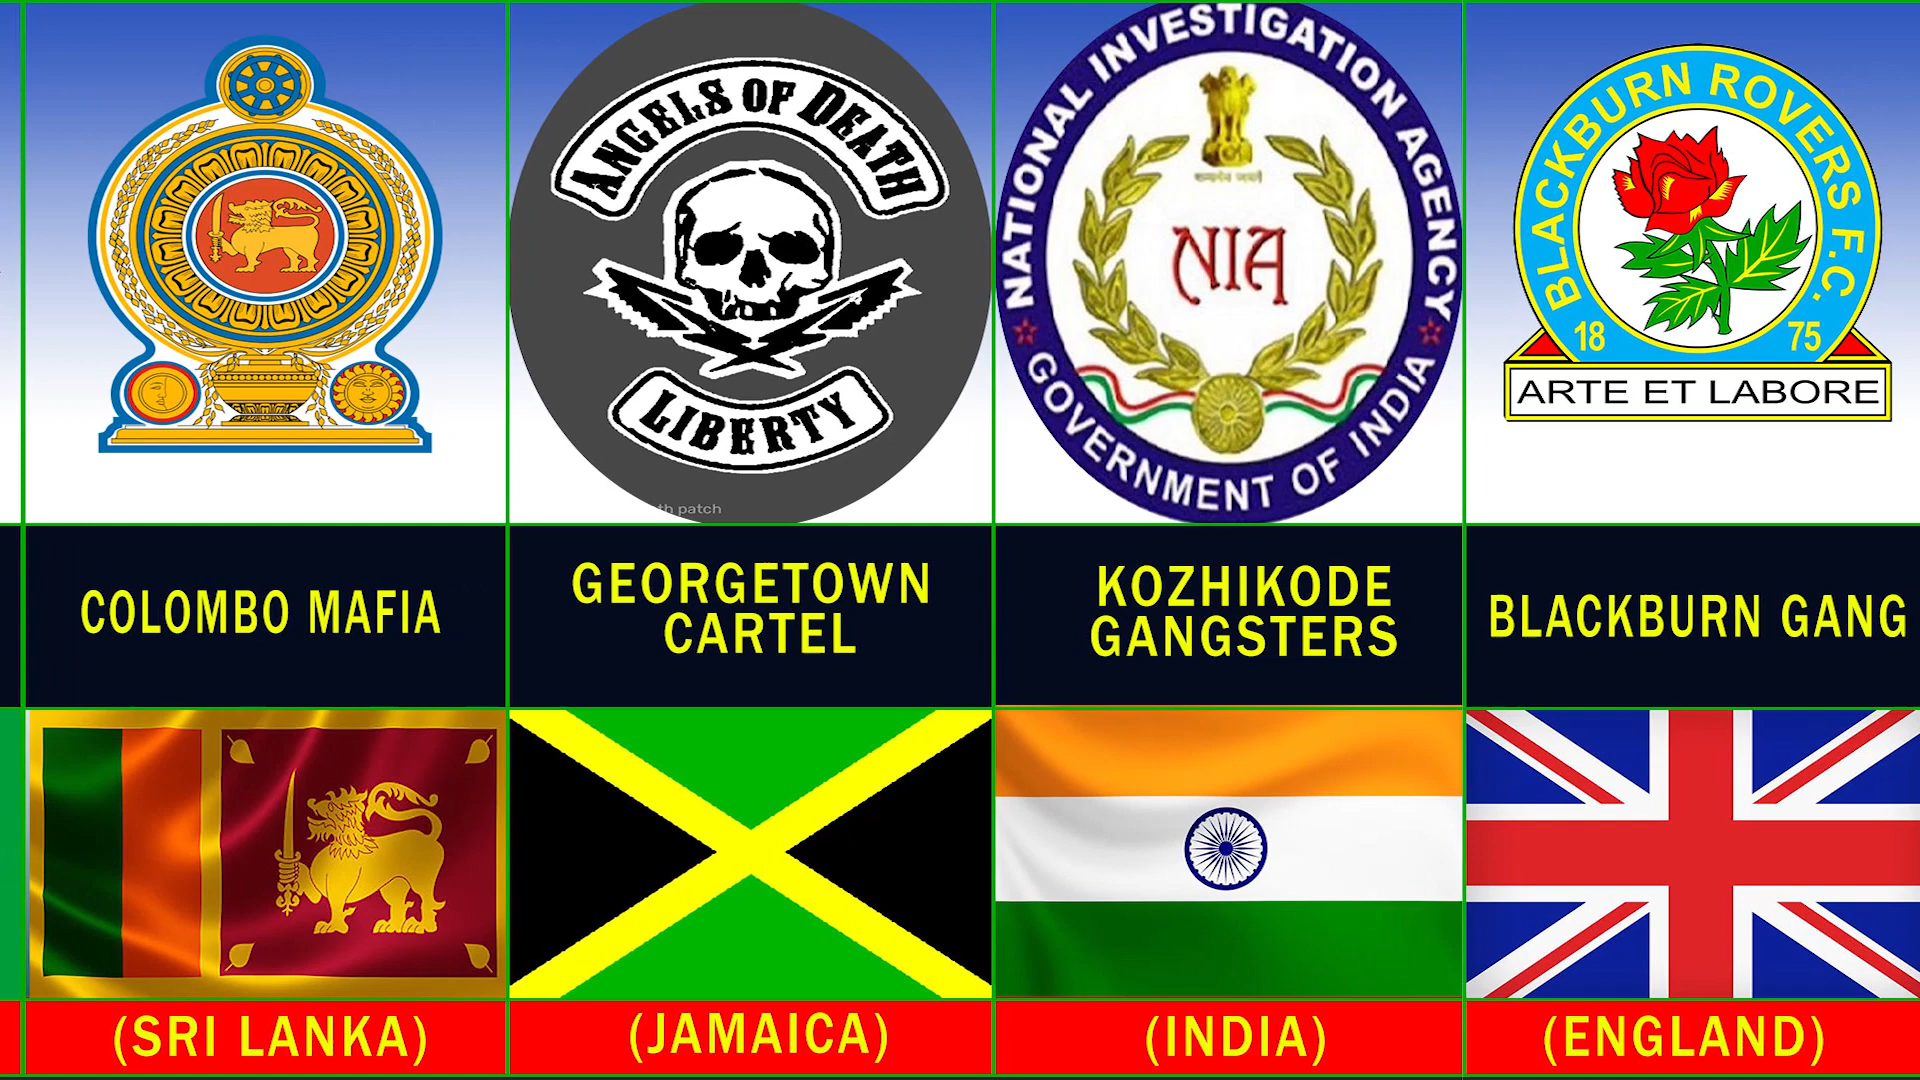 ANGELS OF DEATH
LIBERTY
th patch
NATIONAL INVESTIGATION AGENCY
NIA
GOVERNMENT OF INDIA
BLACKBURN ROVERS F.C.
18 75
ARTE ET LABORE
COLOMBO MAFIA
GEORGETOWN
CARTEL
KOZHIKODE
GANGSTERS
BLACKBURN GANG
(SRI LANKA)
(JAMAICA)
(INDIA)
(ENGLAND)